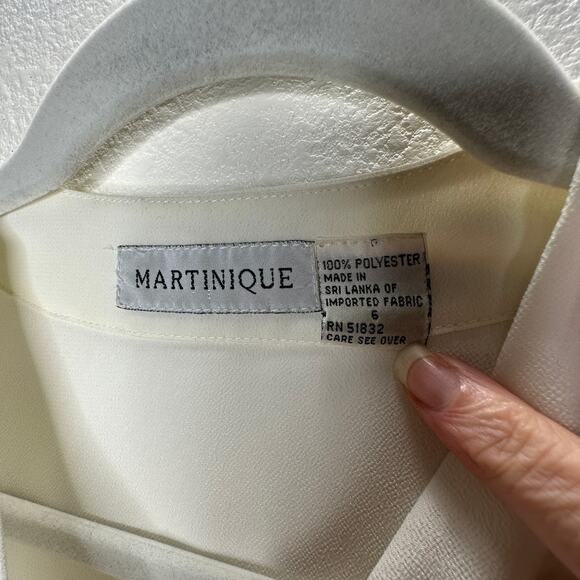 MARTINIQUE
100% POLYESTER
MADE IN
SRI LANKA OF
IMPORTED FABRIC
6
RN 51832
CARE SEE OVER